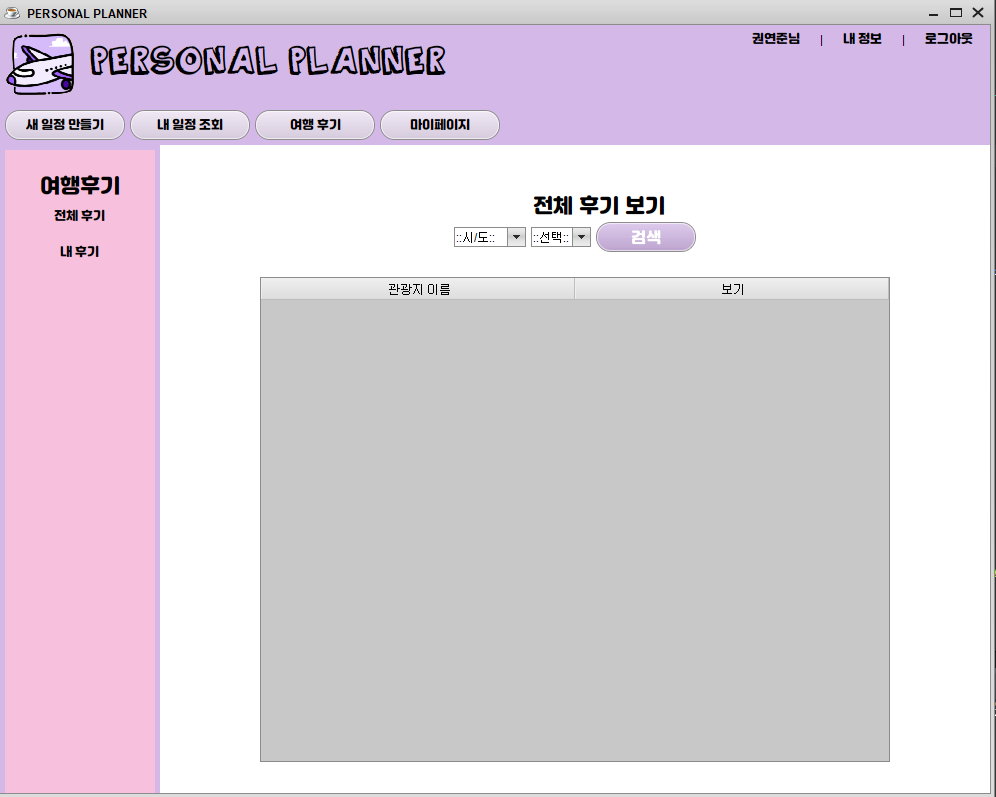 PERSONAL PLANNER
권연준님 | 내 정보 | 로그아웃
PERSONAL PLANNER
새 일정 만들기 내 일정 조회 여행 후기 마이페이지
여행후기
전체 후기
내 후기
전체 후기 보기
::시/도:: ::선택:: 검색
관광지 이름 보기